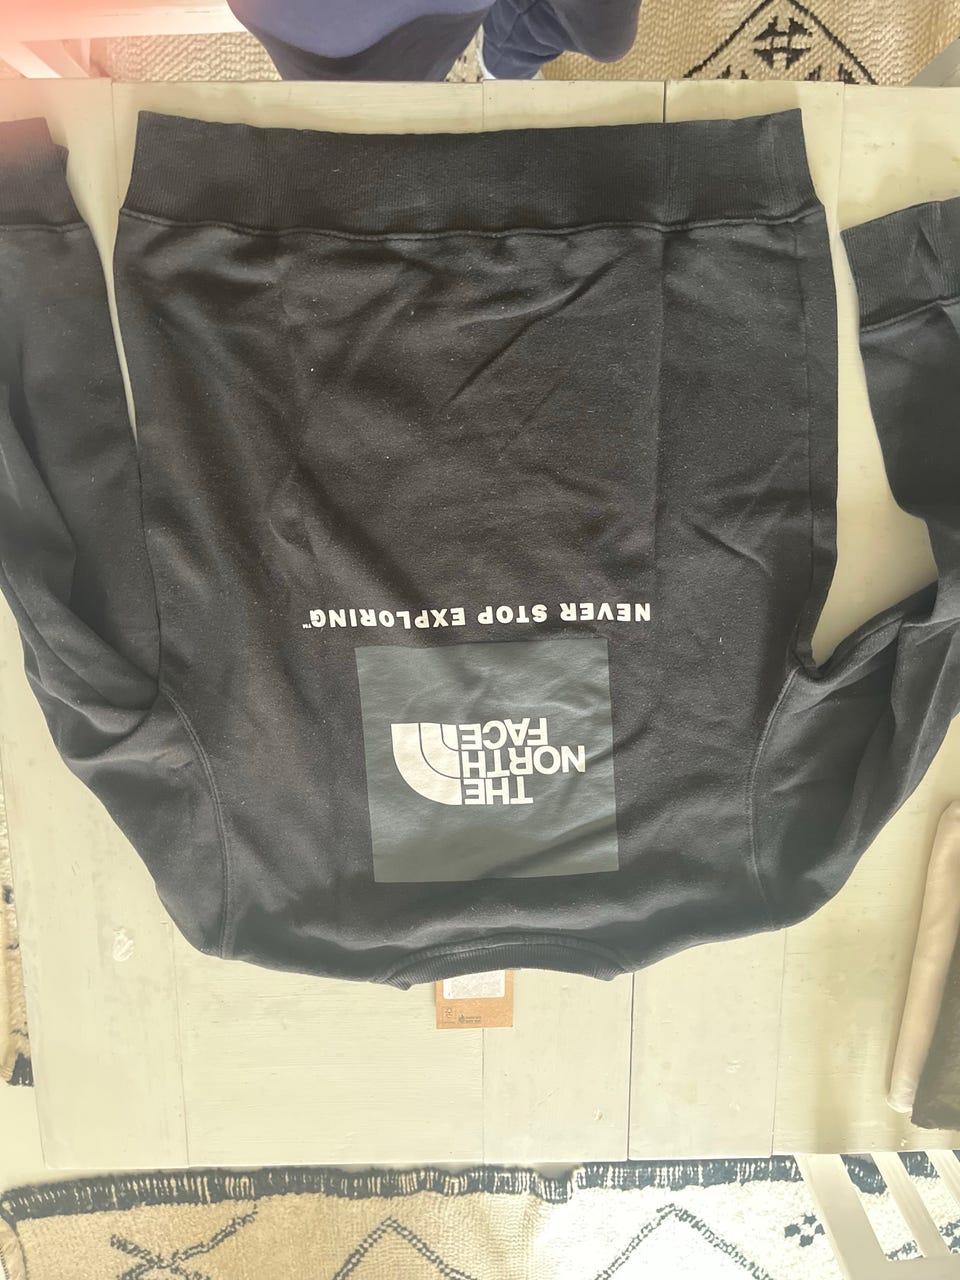 THE
NORTH
FACE
NEVER STOP EXPLORING™